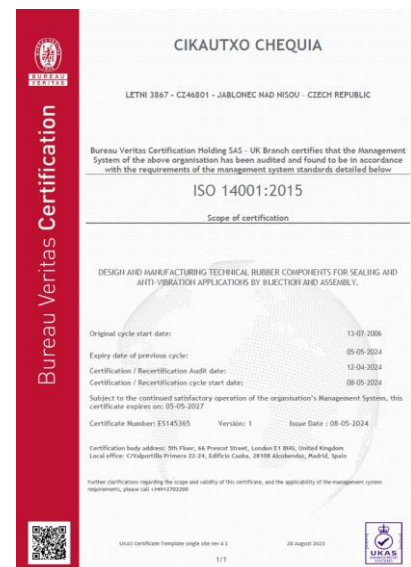 BUREAU
VERITAS
Bureau Veritas Certification
CIKAUTXO CHEQUIA
LETNI 3867 - CZ46801 - JABLONEC NAD NISOU - CZECH REPUBLIC
Bureau Veritas Certification Holding SAS - UK Branch certifies that the Management
System of the above organisation has been audited and found to be in accordance
with the requirements of the management system standards detailed below
ISO 14001:2015
Scope of certification
DESIGN AND MANUFACTURING TECHNICAL RUBBER COMPONENTS FOR SEALING AND
ANTI-VIBRATION APPLICATIONS BY INJECTION AND ASSEMBLY.
Original cycle start date: 13-07-2006
Expiry date of previous cycle: 05-05-2024
Certification / Recertification Audit date: 12-04-2024
Certification / Recertification cycle start date: 08-05-2024
Subject to the continued satisfactory operation of the organisation's Management System, this
certificate expires on: 05-05-2027
Certificate Number: ES145365 Versión: 1 Issue Date : 08-05-2024
Certification body address: 5th Floor, 66 Prescot Street, London E1 8HG, United Kingdom
Local office: C/Valportillo Primera 22-24, Edificio Caoba, 28108 Alcobendas, Madrid, Spain
Further clarifications regarding the scope and validity of this certificate, and the applicability of the management system
requirements, please call +34912702200
UKAS Certificate Template single site rev 4.1 28 August 2023
1/1
UKAS
MANAGEMENT
SYSTEMS